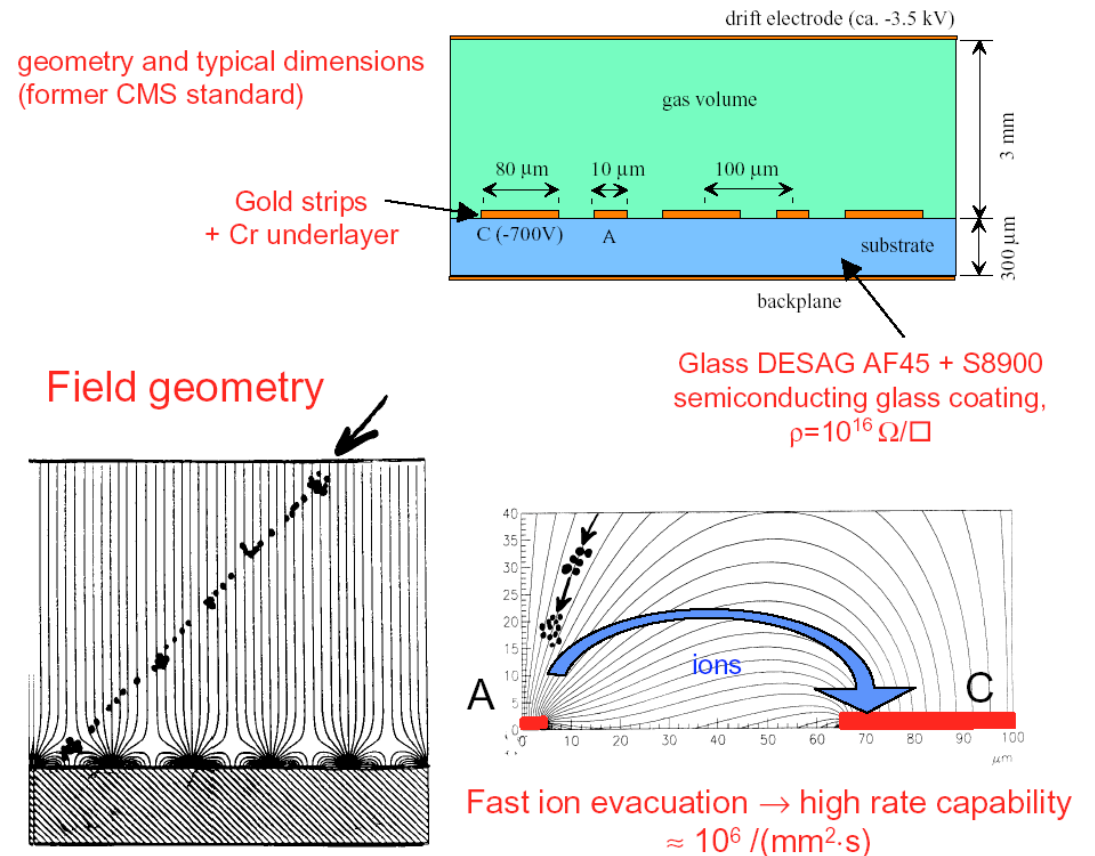 drift electrode (ca. -3.5 kV)
geometry and typical dimensions
(former CMS standard)
gas volume
3 mm
80 µm
10 µm
100 µm
Gold strips
+ Cr underlayer
C (-700V)
A
substrate
300 µm
backplane
Glass DESAG AF45 + S8900
semiconducting glass coating,
ρ=10¹⁶ Ω/□
Field geometry
40
35
30
25
20
15
10
5
0
ions
A
C
0
10
20
30
40
50
60
70
80
90
100
µm
Fast ion evacuation → high rate capability
≈ 10⁶ /(mm²·s)